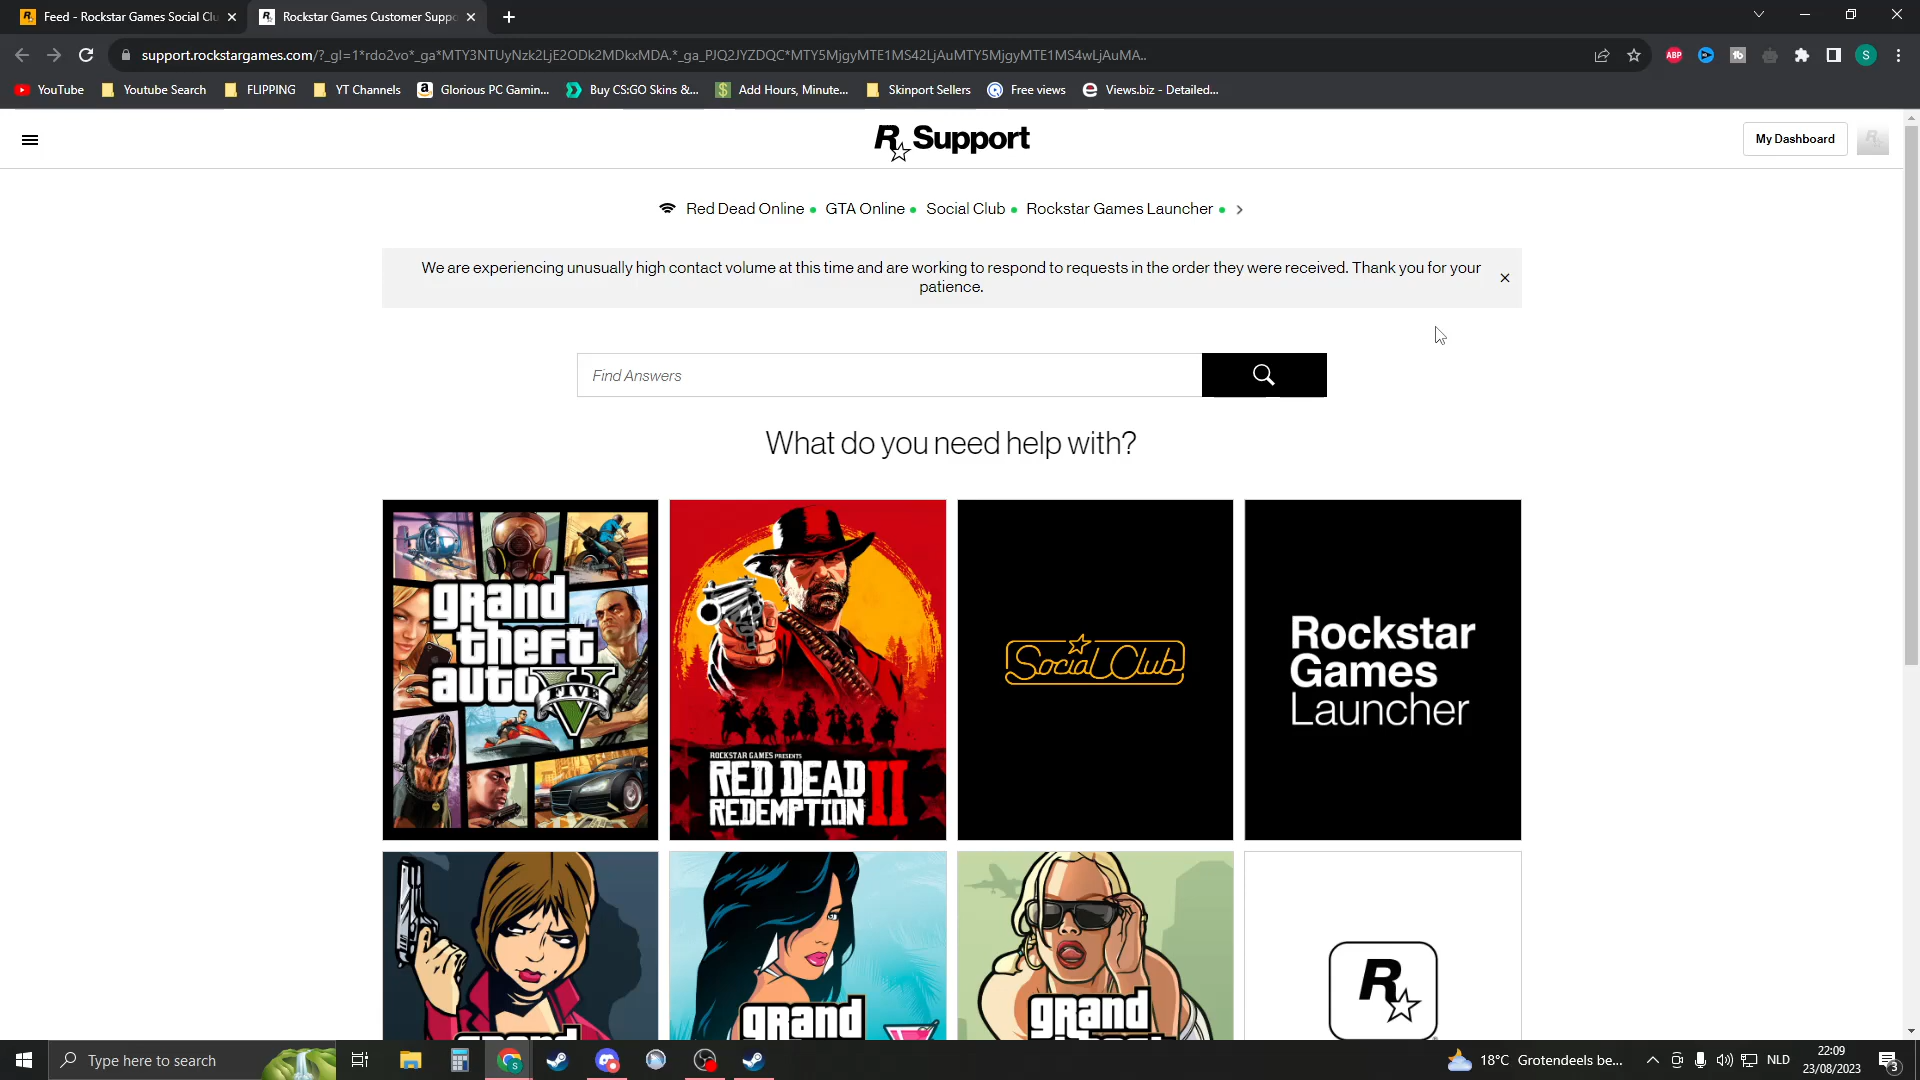 Feed - Rockstar Games Social Clu
Rockstar Games Customer Suppo
support.rockstargames.com/?_gl=1*rdo2vo*_ga*MTY3NTUyNzk2LjE2ODk2MDkxMDA.*_ga_PJQ2JYZDQC*MTY5MjgyMTE1MS42LjAuMTY5MjgyMTE1MS4wLjAuMA..
ABP
S
YouTube
Youtube Search
FLIPPING
YT Channels
Glorious PC Gamin...
Buy CS:GO Skins &...
Add Hours, Minute...
Skinport Sellers
Free views
Views.biz - Detailed...
R Support
My Dashboard
Red Dead Online
GTA Online
Social Club
Rockstar Games Launcher
We are experiencing unusually high contact volume at this time and are working to respond to requests in the order they were received. Thank you for your
patience.
Find Answers
What do you need help with?
grand
theft
auto
FIVE
ROCKSTAR GAMES PRESENTS
RED DEAD
REDEMPTION II
Social Club
Rockstar
Games
Launcher
grand
grand
R
Type here to search
18°C Grotendeels be...
NLD
22:09
23/08/2023
3